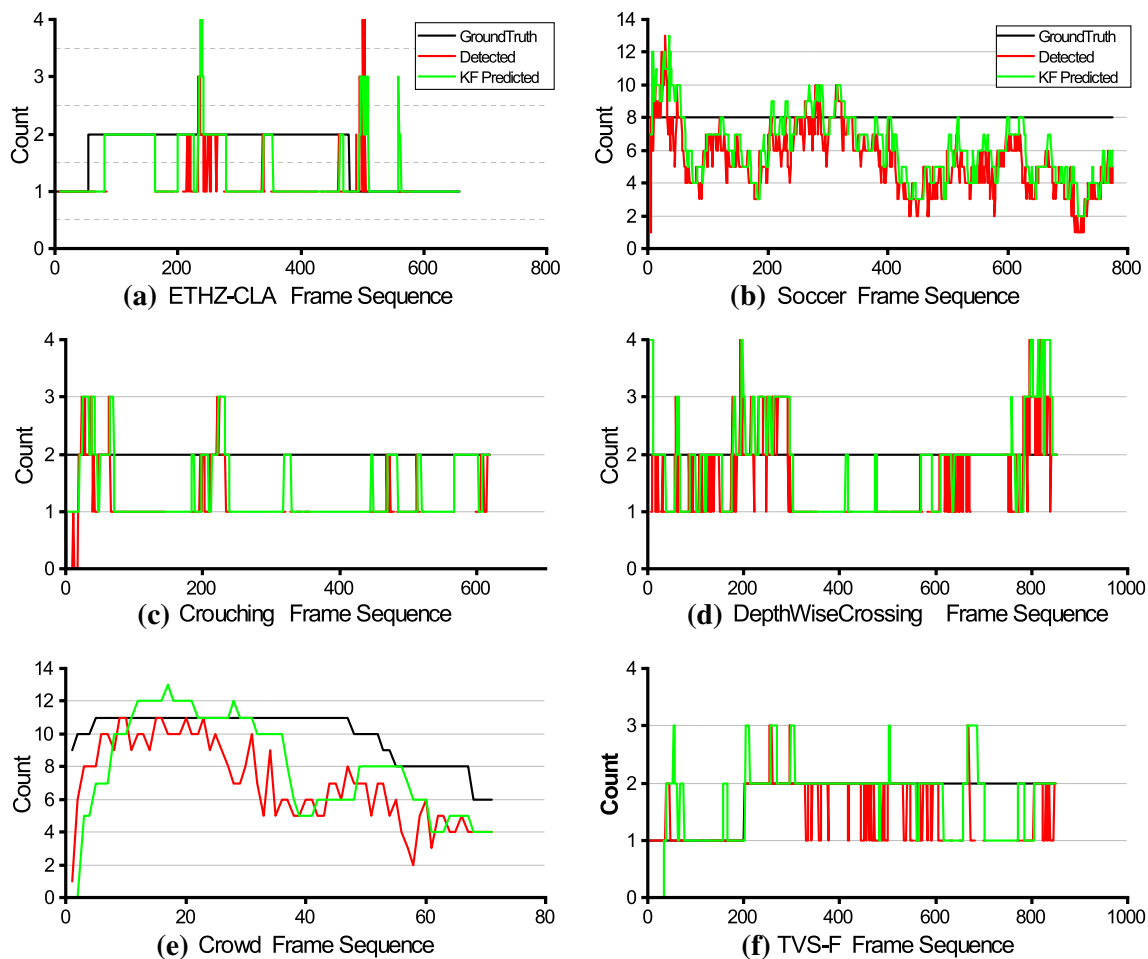 4
3
2
1
0
Count
GroundTruth
Detected
KF Predicted
0 200 400 600 800
(a) ETHZ-CLA Frame Sequence
14
12
10
8
6
4
2
0
Count
GroundTruth
Detected
KF Predicted
0 200 400 600 800
(b) Soccer Frame Sequence
4
3
2
1
0
Count
0 200 400 600
(c) Crouching Frame Sequence
4
3
2
1
0
Count
0 200 400 600 800 1000
(d) DepthWiseCrossing Frame Sequence
14
12
10
8
6
4
2
0
Count
0 20 40 60 80
(e) Crowd Frame Sequence
4
3
2
1
0
Count
0 200 400 600 800 1000
(f) TVS-F Frame Sequence